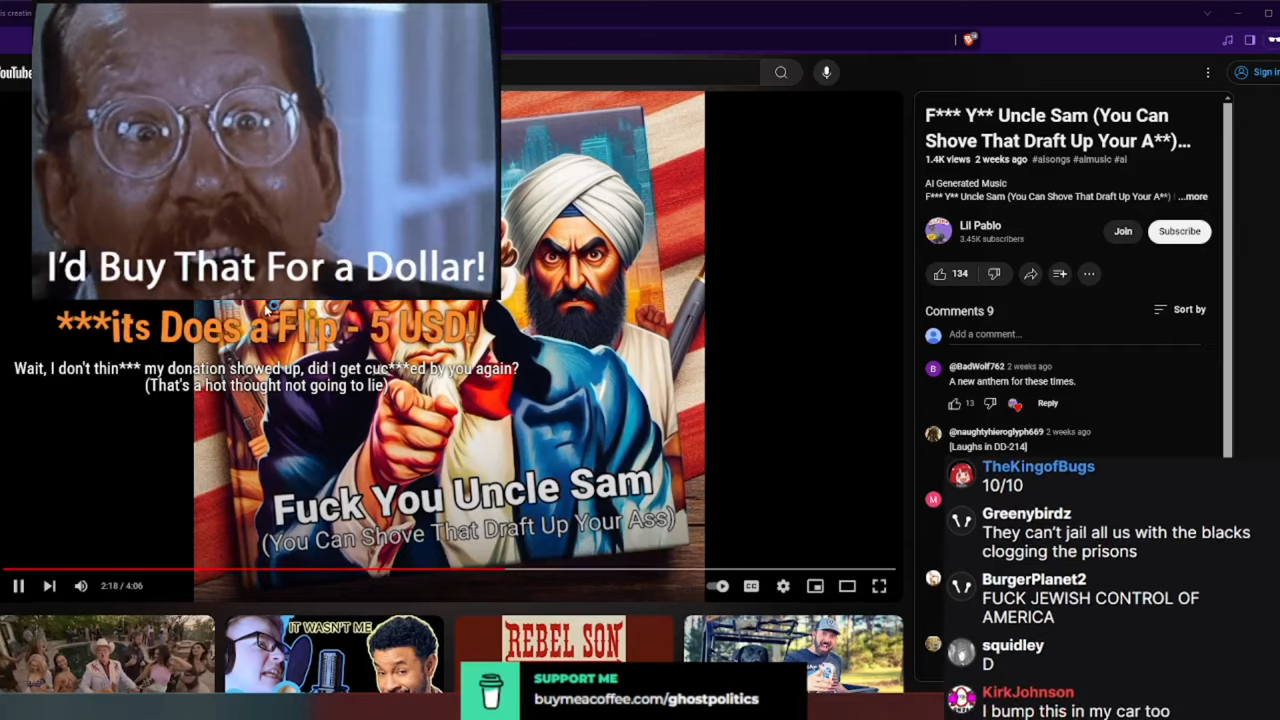 is creatin
YouTube
Sign in
I'd Buy That For a Dollar!
***its Does a Flip - 5 USD!
Wait, I don't thin*** my donation showed up, did I get cuc***ed by you again?
(That's a hot thought not going to lie)
Fuck You Uncle Sam
(You Can Shove That Draft Up Your Ass)
2:18 / 4:06
CC
IT WASN'T ME
REBEL SON
SUPPORT ME
buymeacoffee.com/ghostpolitics
F*** Y** Uncle Sam (You Can
Shove That Draft Up Your A**)...
1.4K views 2 weeks ago #aisongs #aimusic #ai
AI Generated Music
F*** Y** Uncle Sam (You Can Shove That Draft Up Your A**) ...more
Lil Pablo
3.45K subscribers
Join
Subscribe
134
Comments 9
Sort by
Add a comment...
B
@BadWolf762 2 weeks ago
A new anthem for these times.
13
Reply
@naughtyhieroglyph669 2 weeks ago
[Laughs in DD-214]
M
TheKingofBugs
10/10
Greenybirdz
They can't jail all us with the blacks
clogging the prisons
BurgerPlanet2
FUCK JEWISH CONTROL OF
AMERICA
squidley
D
KirkJohnson
I bump this in my car too